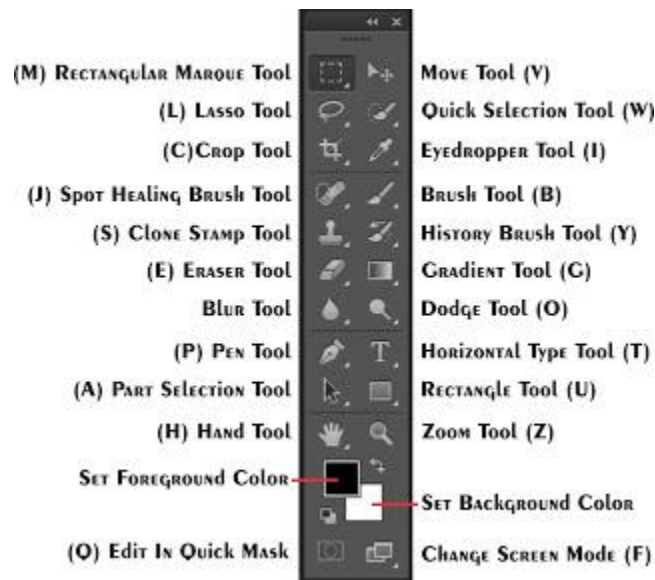 (M) Rectangular Marque Tool
Move Tool (V)
(L) Lasso Tool
Quick Selection Tool (W)
(C)Crop Tool
Eyedropper Tool (I)
(J) Spot Healing Brush Tool
Brush Tool (B)
(S) Clone Stamp Tool
History Brush Tool (Y)
(E) Eraser Tool
Gradient Tool (G)
Blur Tool
Dodge Tool (O)
(P) Pen Tool
Horizontal Type Tool (T)
(A) Part Selection Tool
Rectangle Tool (U)
(H) Hand Tool
Zoom Tool (Z)
Set Foreground Color
Set Background Color
(Q) Edit In Quick Mask
Change Screen Mode (F)